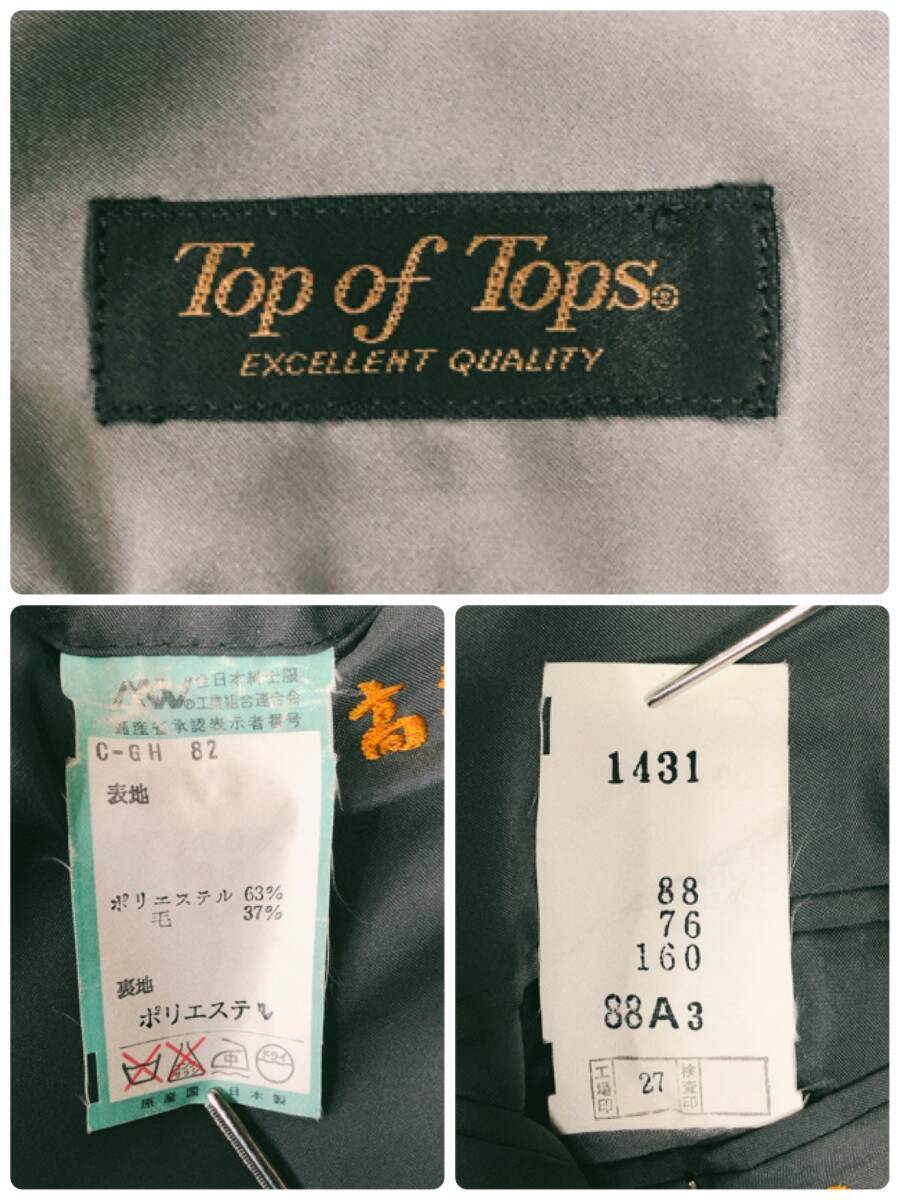 Top of Tops®
EXCELLENT QUALITY
全日本紳士服
®工業組合連合会
通産省承認表示者番号
C-GH 82
表地
ポリエステル 63%
毛 37%
裏地
ポリエステル
中
ドライ
原産国 日本製
高
1431
88
76
160
88A3
工場印
27
検査印